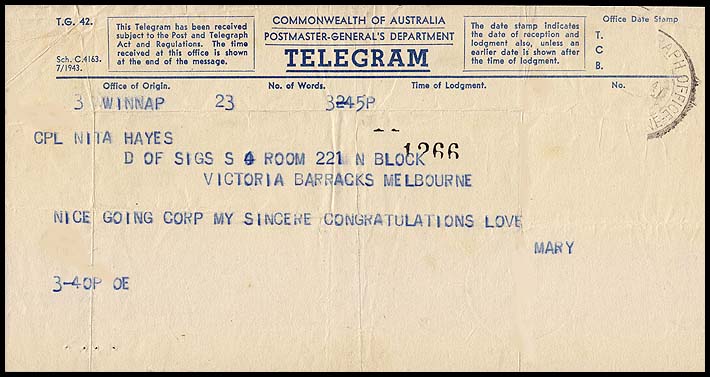 T.G. 42.
Sch. C.4163.
7/1943.
This Telegram has been received
subject to the Post and Telegraph
Act and Regulations. The time
received at this office is shown
at the end of the message.
COMMONWEALTH OF AUSTRALIA
POSTMASTER-GENERAL'S DEPARTMENT
TELEGRAM
The date stamp indicates
the date of reception and
lodgment also, unless an
earlier date is shown after
the time of lodgment.
Office Date Stamp
T.
C
B.
Office of Origin. No. of Words. Time of Lodgment. No.
3 WINNAP 23 3245P
CPL NITA HAYES
1266
D OF SIGS S 4 ROOM 221 N BLOCK
VICTORIA BARRACKS MELBOURNE
NICE GOING CORP MY SINCERE CONGRATULATIONS LOVE
MARY
3-40P OE